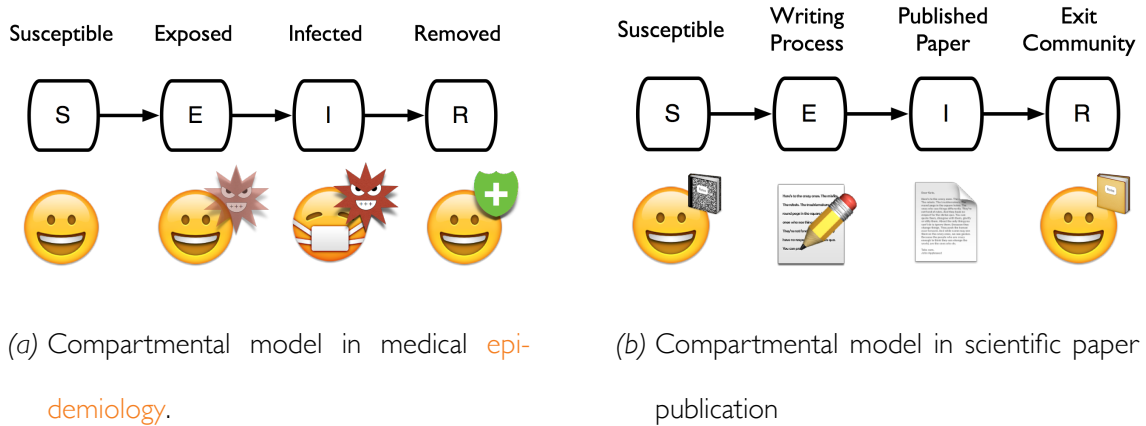 Susceptible Exposed Infected Removed
S E I R
(a) Compartmental model in medical epi-
demiology.
Susceptible Writing Process Published Paper Exit Community
S E I R
(b) Compartmental model in scientific paper
publication